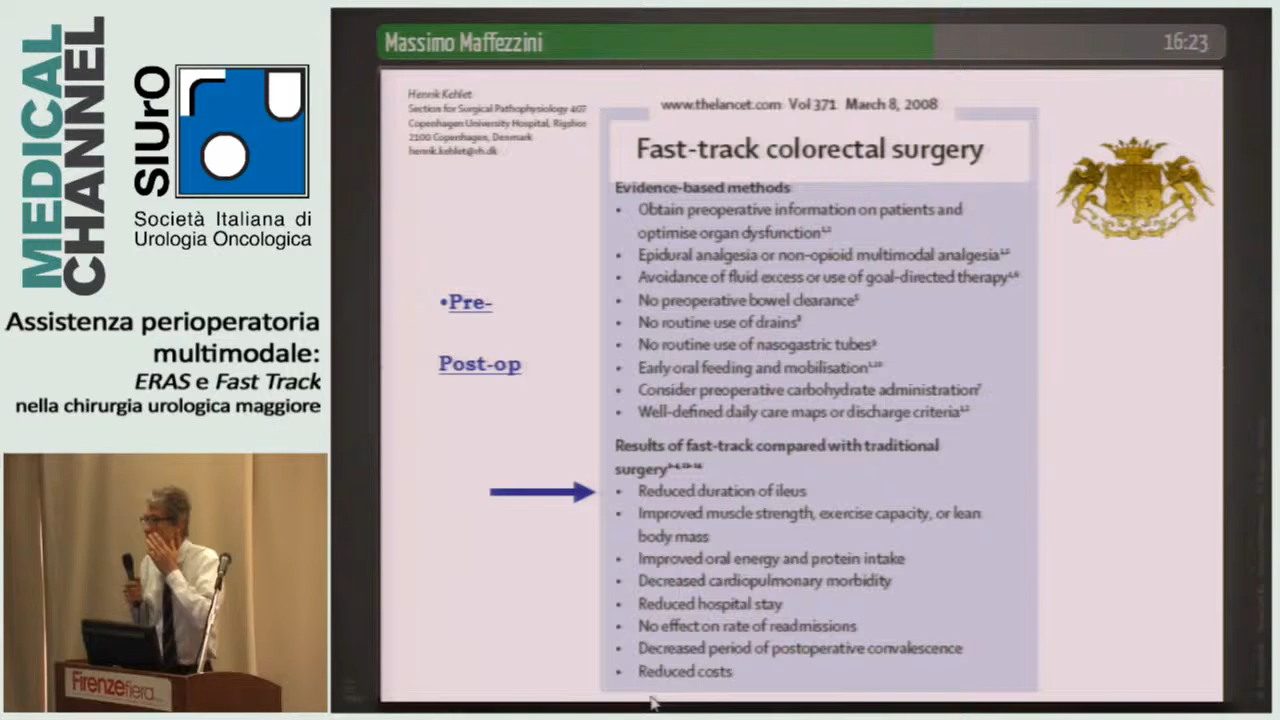 MEDICAL
CHANNEL
SIUrO
Società Italiana di
Urologia Oncologica
Assistenza perioperatoria
multimodale:
ERAS e Fast Track
nella chirurgia urologica maggiore
Firenzefiera
Massimo Maffezzini
16:23
Henrik Kehlet
Section for Surgical Pathophysiology 407
Copenhagen University Hospital, Rigshos
2100 Copenhagen, Denmark
henrik.kehlet@rh.dk
www.thelancet.com Vol 371 March 8, 2008
Fast-track colorectal surgery
•Pre-
Post-op
Evidence-based methods
• Obtain preoperative information on patients and
optimise organ dysfunction
• Epidural analgesia or non-opioid multimodal analgesia
• Avoidance of fluid excess or use of goal-directed therapy
• No preoperative bowel clearance
• No routine use of drains
• No routine use of nasogastric tubes
• Early oral feeding and mobilisation
• Consider preoperative carbohydrate administration
• Well-defined daily care maps or discharge criteria
Results of fast-track compared with traditional
surgery
• Reduced duration of ileus
• Improved muscle strength, exercise capacity, or lean
body mass
• Improved oral energy and protein intake
• Decreased cardiopulmonary morbidity
• Reduced hospital stay
• No effect on rate of readmissions
• Decreased period of postoperative convalescence
• Reduced costs